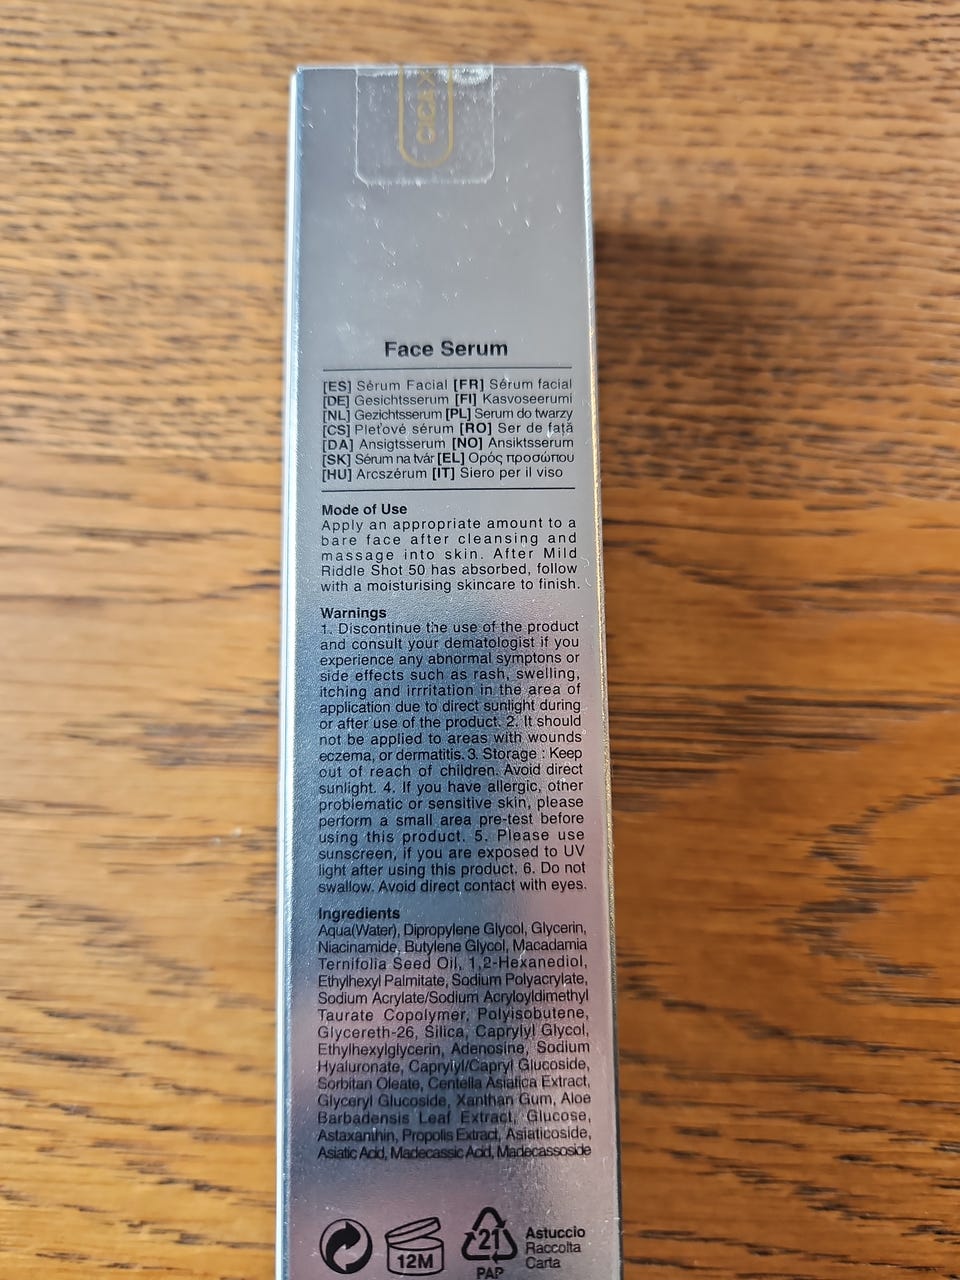 CICAX
Face Serum
[ES] Sérum Facial [FR] Sérum facial
[DE] Gesichtsserum [FI] Kasvoseerumi
[NL] Gezichtsserum [PL] Serum do twarzy
[CS] Pleťové sérum [RO] Ser de față
[DA] Ansigtsserum [NO] Ansiktsserum
[SK] Sérum na tvár [EL] Ορός προσώπου
[HU] Arcszérum [IT] Siero per il viso
Mode of Use
Apply an appropriate amount to a
bare face after cleansing and
massage into skin. After Mild
Riddle Shot 50 has absorbed, follow
with a moisturising skincare to finish.
Warnings
1. Discontinue the use of the product
and consult your dematologist if you
experience any abnormal symptons or
side effects such as rash, swelling,
itching and irrritation in the area of
application due to direct sunlight during
or after use of the product. 2. It should
not be applied to areas with wounds
eczema, or dermatitis. 3. Storage : Keep
out of reach of children. Avoid direct
sunlight. 4. If you have allergic, other
problematic or sensitive skin, please
perform a small area pre-test before
using this product. 5. Please use
sunscreen, if you are exposed to UV
light after using this product. 6. Do not
swallow. Avoid direct contact with eyes.
Ingredients
Aqua(Water), Dipropylene Glycol, Glycerin,
Niacinamide, Butylene Glycol, Macadamia
Ternifolia Seed Oil, 1,2-Hexanediol,
Ethylhexyl Palmitate, Sodium Polyacrylate,
Sodium Acrylate/Sodium Acryloyldimethyl
Taurate Copolymer, Polyisobutene,
Glycereth-26, Silica, Caprylyl Glycol,
Ethylhexylglycerin, Adenosine, Sodium
Hyaluronate, Caprylyl/Capryl Glucoside,
Sorbitan Oleate, Centella Asiatica Extract,
Glyceryl Glucoside, Xanthan Gum, Aloe
Barbadensis Leaf Extract, Glucose,
Astaxanthin, Propolis Extract, Asiaticoside,
Asiatic Acid, Madecassic Acid, Madecassoside
12M
21
PAP
Astuccio
Raccolta
Carta